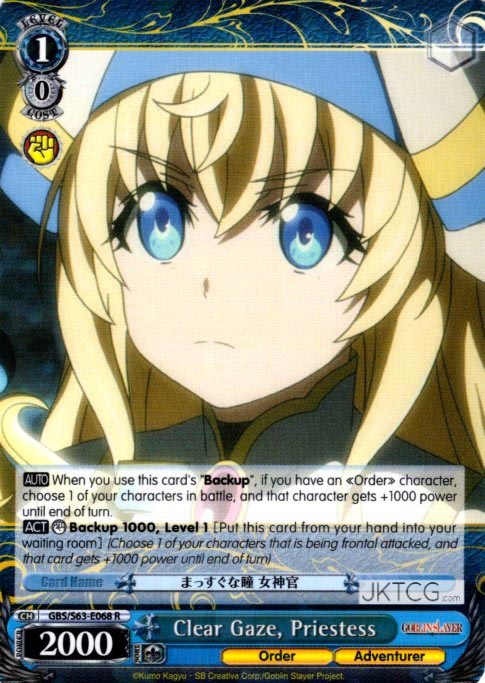 LEVEL
1
0
COST
AUTO When you use this card's "Backup", if you have an «Order» character,
choose 1 of your characters in battle, and that character gets +1000 power
until end of turn.
ACT Backup 1000, Level 1 [Put this card from your hand into your
waiting room] (Choose 1 of your characters that is being frontal attacked, and
that card gets +1000 power until end of turn)
Card Name まっすぐな瞳 女神官
JKTCG.com
CH GBS/S63-E068 R
POWER 2000 Clear Gaze, Priestess GOBLIN SLAYER
Order Adventurer
©Kumo Kagyu・SB Creative Corp./Goblin Slayer Project.